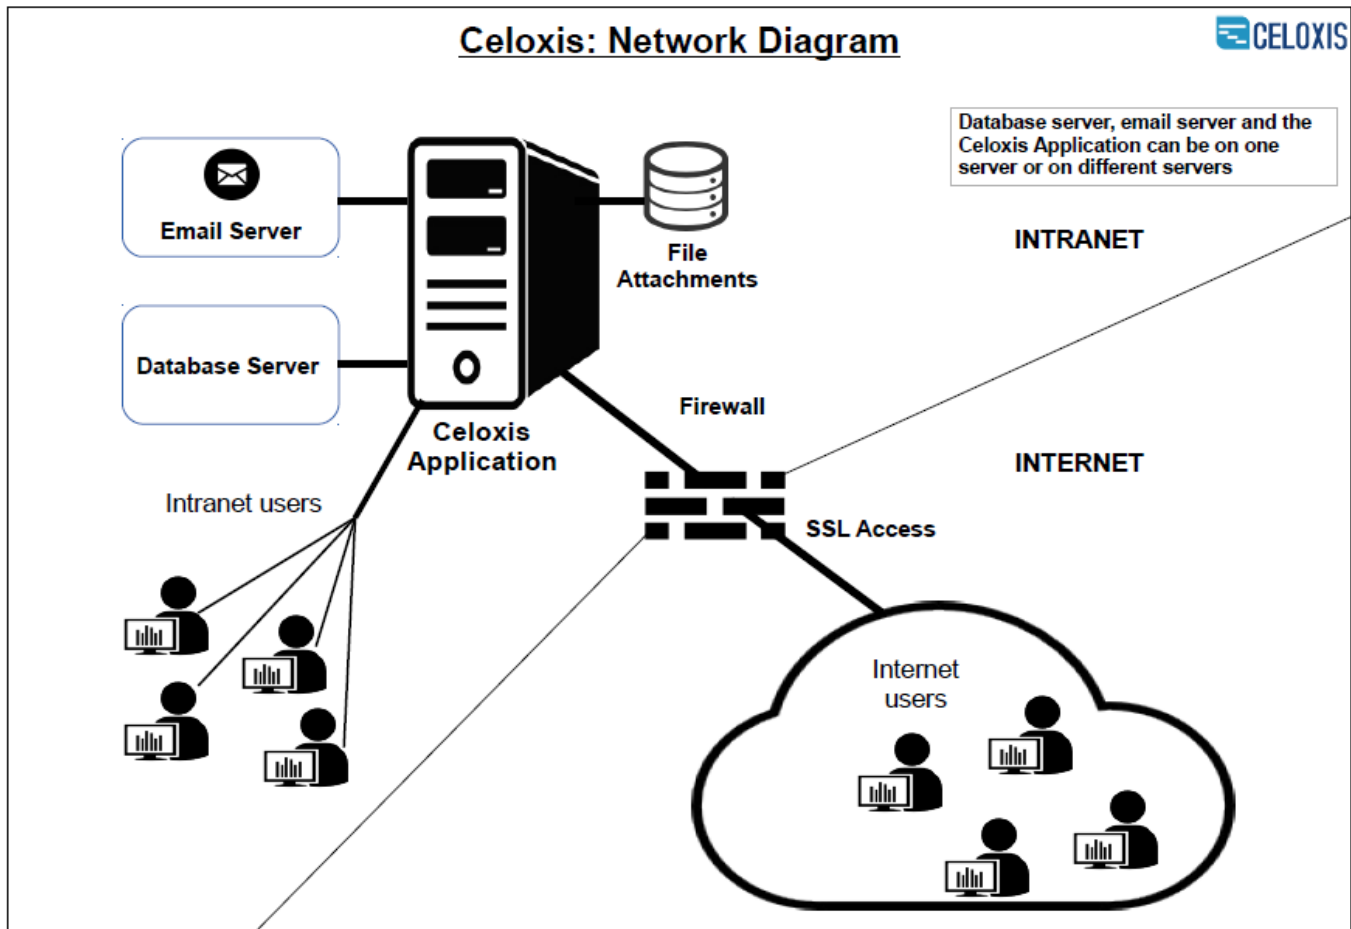 Celoxis: Network Diagram
CELOXIS
Database server, email server and the
Celoxis Application can be on one
server or on different servers
Email Server
File
Attachments
INTRANET
Database Server
Firewall
Celoxis
Application
INTERNET
Intranet users
SSL Access
Internet
users